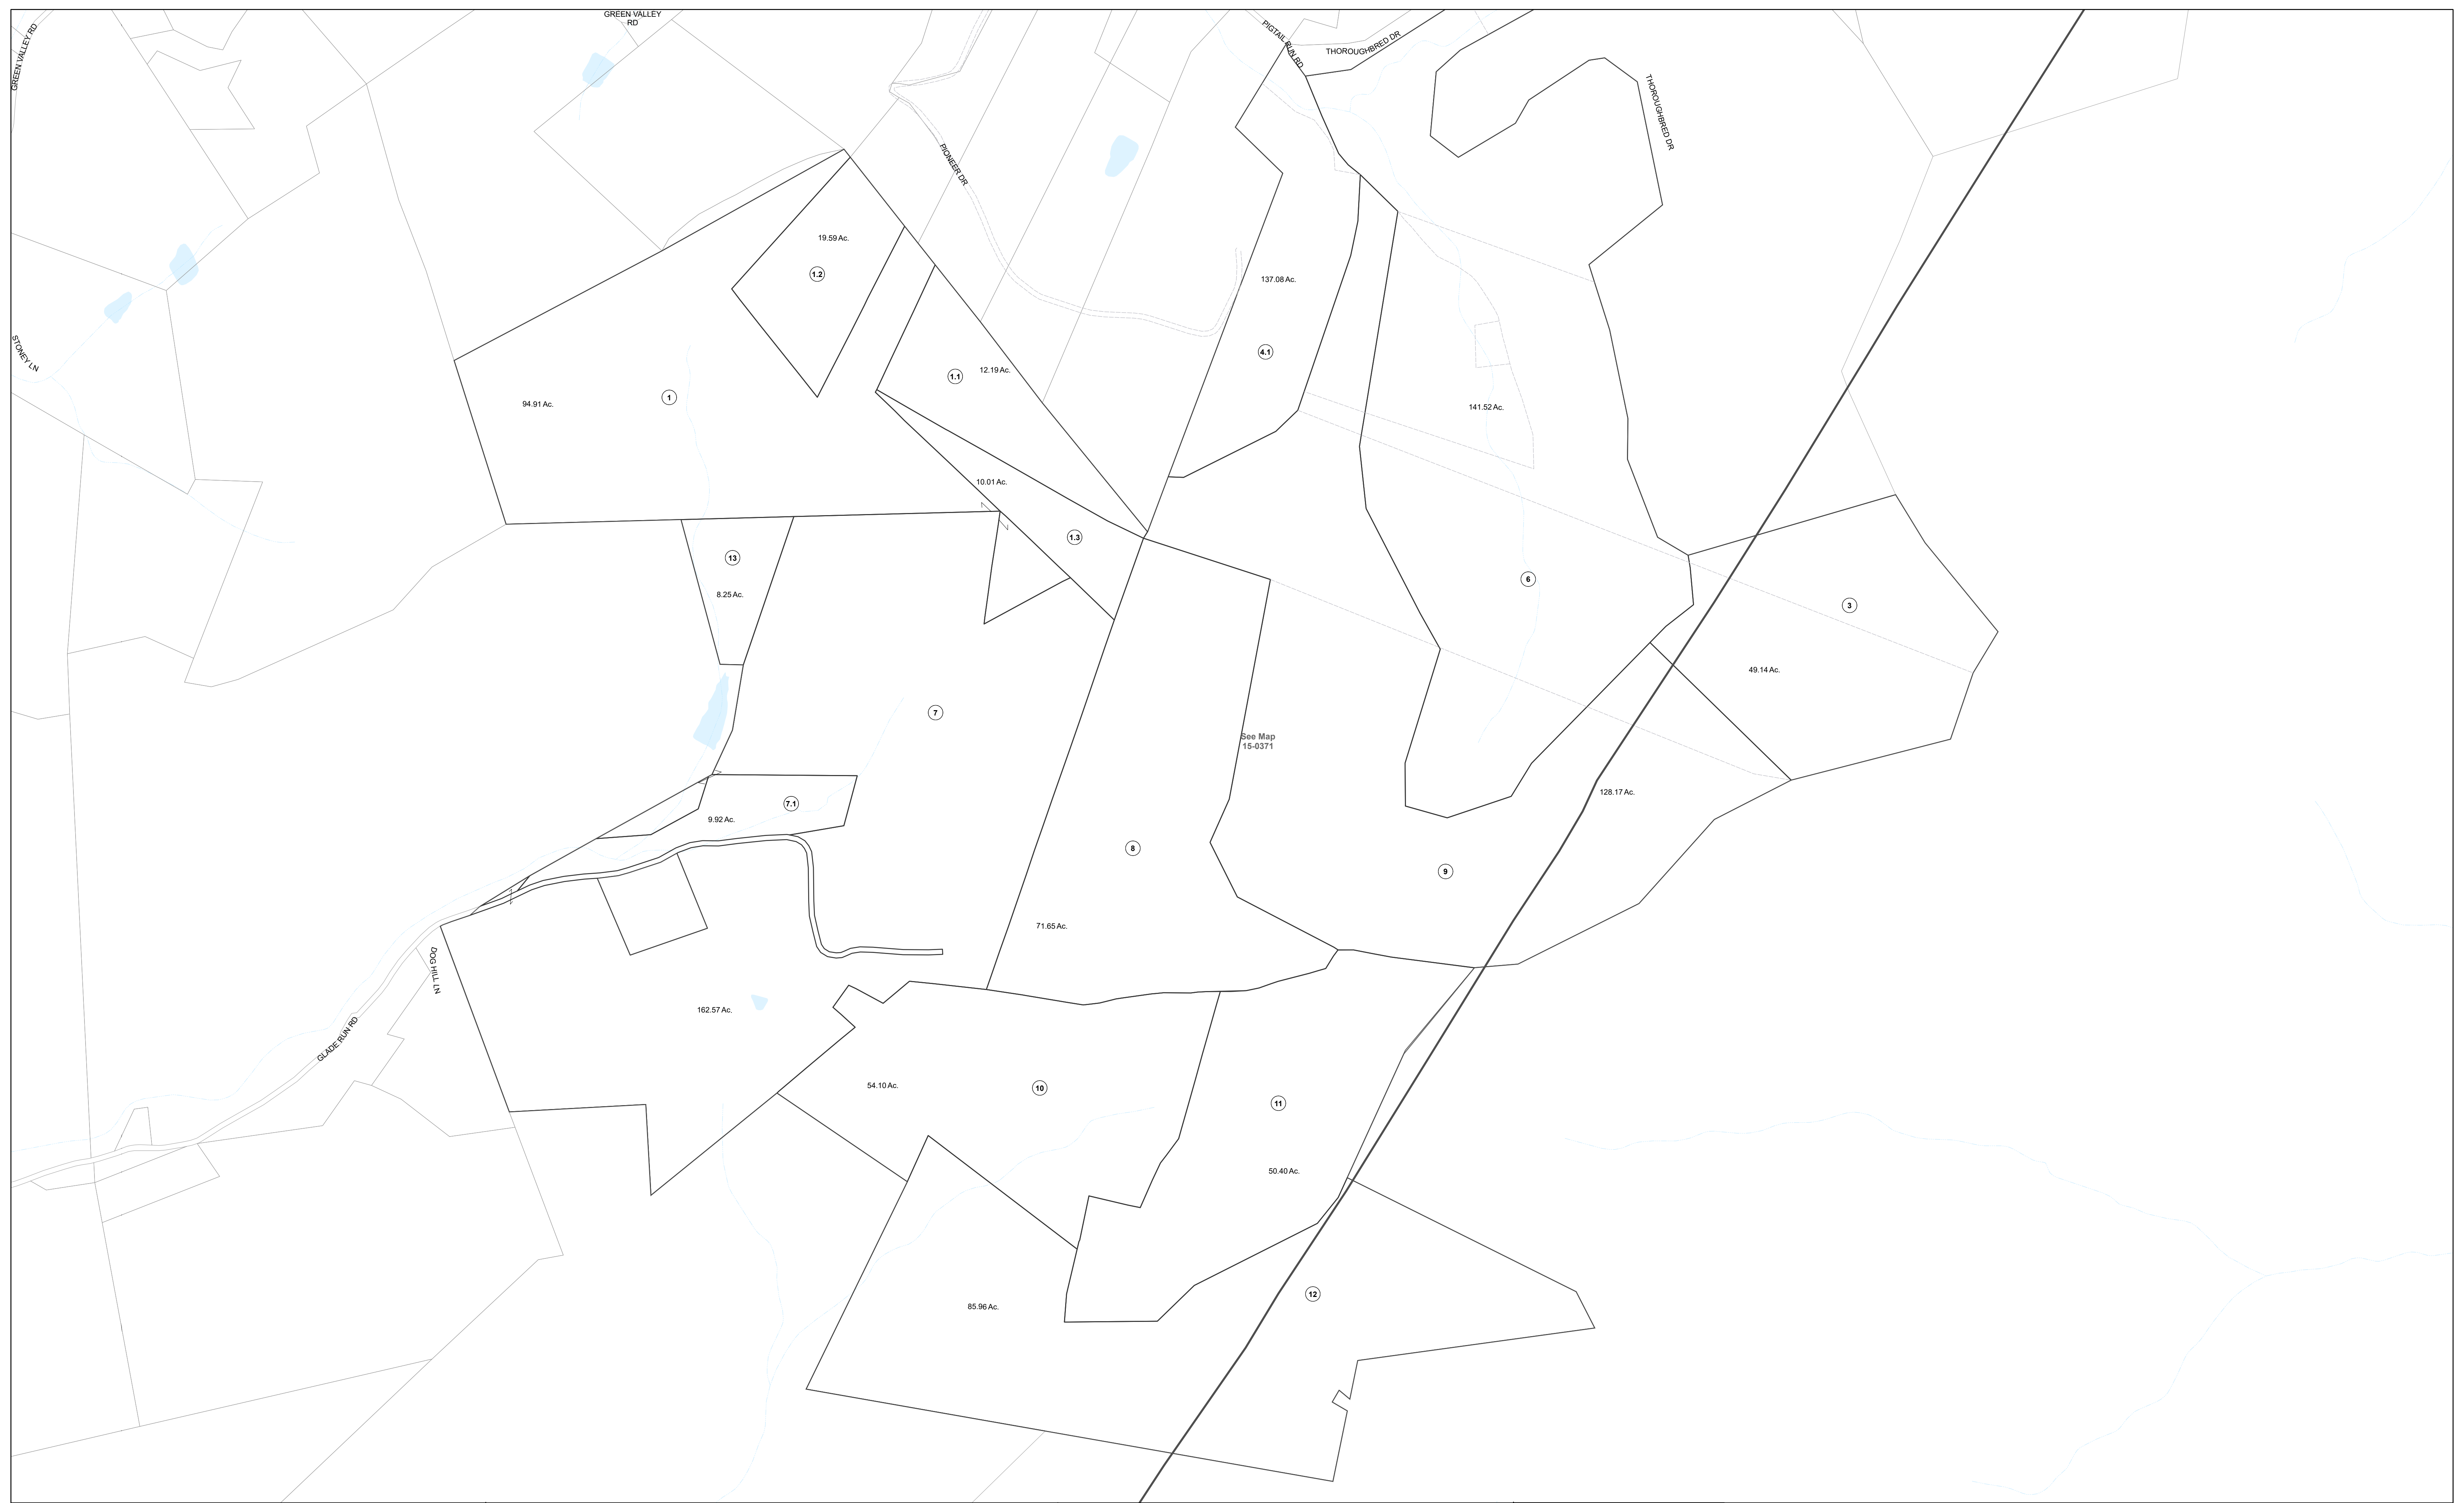 GREEN VALLEY
RD
GREEN VALLEY RD
PIGTAIL RUN RD
THOROUGHBRED DR
THOROUGHBRED DR
PIONEER DR
19.59 Ac.
1.2
137.08 Ac.
STONEY LN
4.1
1.1
12.19 Ac.
1
94.91 Ac.
141.52 Ac.
10.01 Ac.
1.3
13
8.25 Ac.
6
3
49.14 Ac.
7
See Map
15-0371
128.17 Ac.
7.1
9.92 Ac.
8
9
71.65 Ac.
DOG HILL LN
162.57 Ac.
GLADE RUN RD
54.10 Ac.
10
11
50.40 Ac.
12
85.96 Ac.